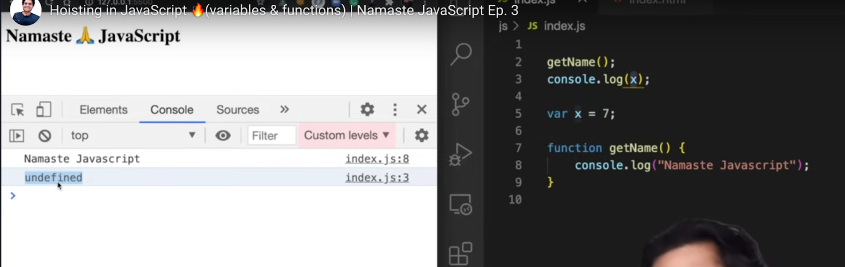 Hoisting in JavaScript 🔥(variables & functions) | Namaste JavaScript Ep. 3
Namaste 🙏 JavaScript
Elements Console Sources »
top ▼ Filter Custom levels ▼
Namaste Javascript index.js:8
undefined index.js:3
>
js > JS index.js
1
2 getName();
3 console.log(x);
4
5 var x = 7;
6
7 function getName() {
8 console.log("Namaste Javascript");
9 }
10